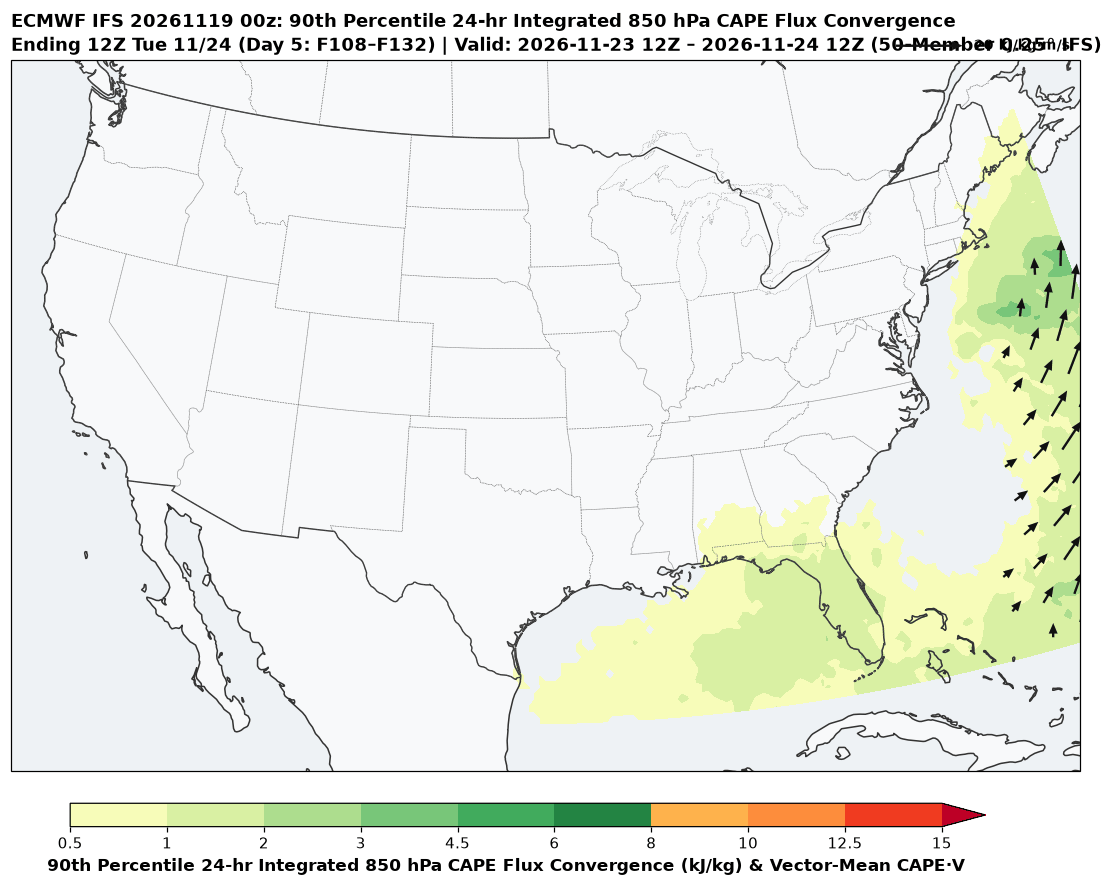 ECMWF IFS 20261119 00z: 90th Percentile 24-hr Integrated 850 hPa CAPE Flux Convergence
Ending 12Z Tue 11/24 (Day 5: F108–F132) | Valid: 2026-11-23 12Z – 2026-11-24 12Z (50-Member 0.25° IFS)
0.5 1 2 3 4.5 6 8 10 12.5 15
90th Percentile 24-hr Integrated 850 hPa CAPE Flux Convergence (kJ/kg) & Vector-Mean CAPE·V